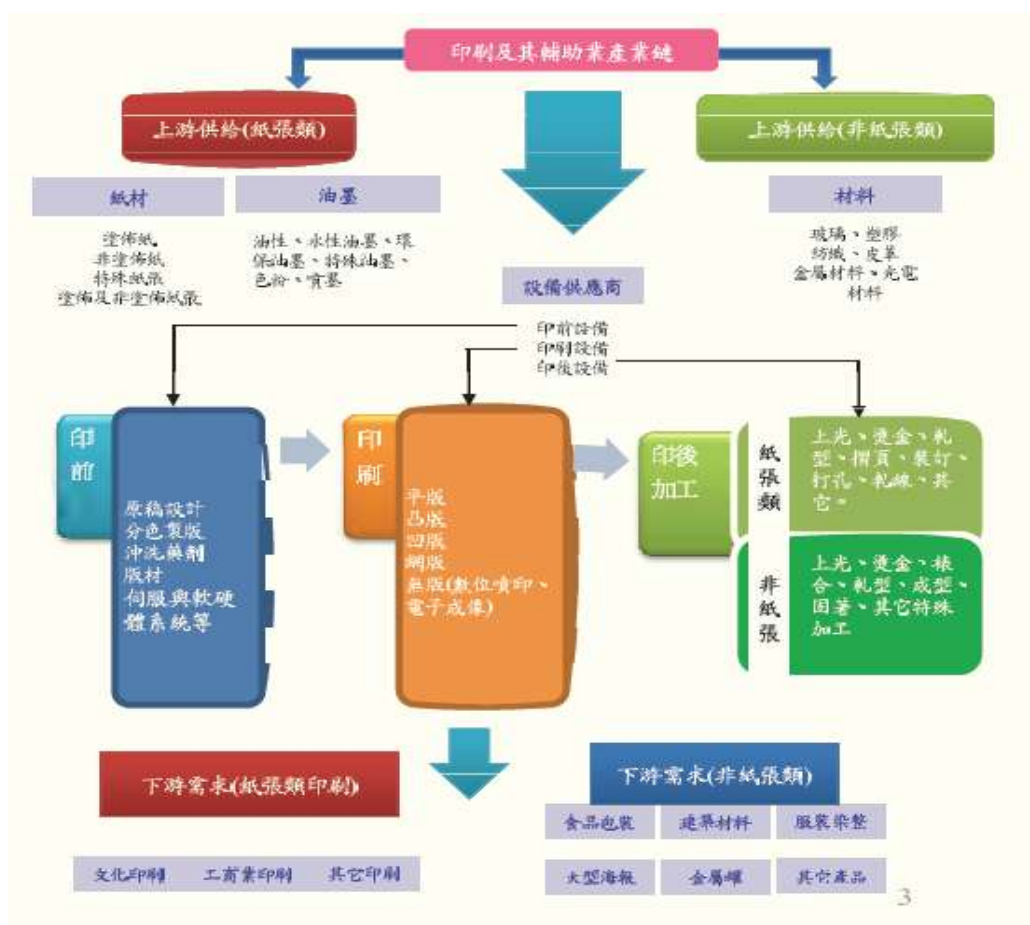 印刷及其輔助業產業鏈
上游供給(紙張類)
上游供給(非紙張類)
紙材
油墨
材料
塗佈紙
非塗佈紙
特殊紙張
塗佈及非塗佈紙張
油性、水性油墨、環
保油墨、特殊油墨、
色粉、噴墨
玻璃、塑膠
紡織、皮革
金屬材料、光電
材料
設備供應商
印前設備
印刷設備
印後設備
印
前
原稿設計
分色製版
沖洗藥劑
版材
伺服與軟硬
體系統等
印
刷
平版
凸版
凹版
網版
無版(數位噴印、
電子成像)
印後
加工
紙
張
類
上光、燙金、軋
型、摺頁、裝訂、
打孔、軋線、其
它。
非
紙
張
上光、燙金、裱
合、軋型、成型、
固著、其它特殊
加工
下游需求(紙張類印刷)
下游需求(非紙張類)
食品包裝
建築材料
服裝染整
文化印刷
工商業印刷
其它印刷
大型海報
金屬罐
其它產品
3